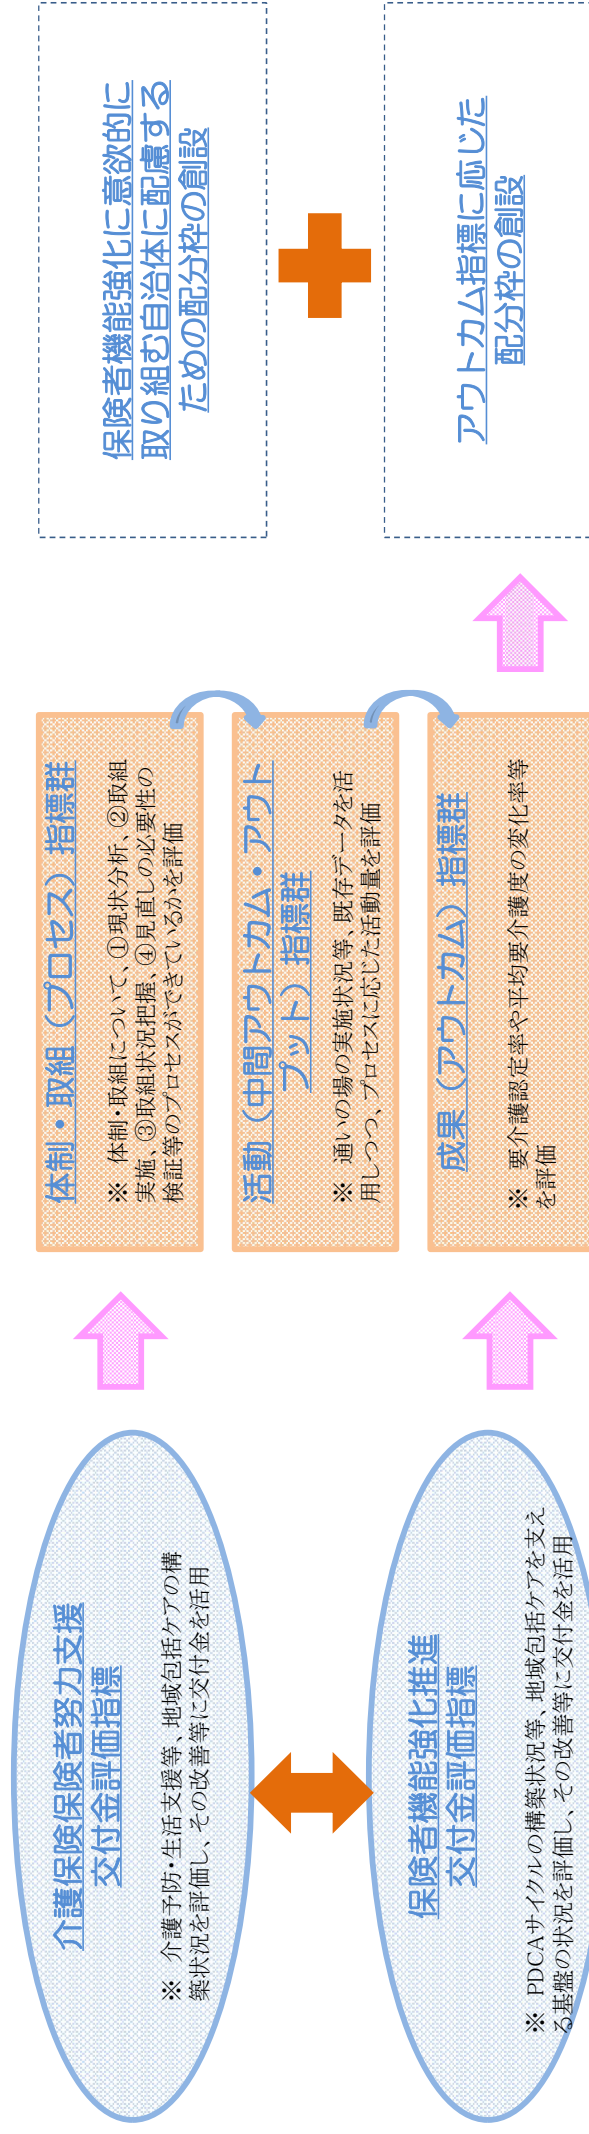 介護保険保険者努力支援
交付金評価指標
※ 介護予防・生活支援等、地域包括ケアの構
築状況を評価し、その改善等に交付金を活用
保険者機能強化推進
交付金評価指標
※ PDCAサイクルの構築状況等、地域包括ケアを支え
る基盤の状況を評価し、その改善等に交付金を活用
体制・取組（プロセス）指標群
※ 体制・取組について、①現状分析、②取組
実施、③取組状況把握、④見直しの必要性の
検証等のプロセスができているかを評価
活動（中間アウトカム・アウト
プット）指標群
※ 通いの場の実施状況等、既存データを活
用しつつ、プロセスに応じた活動量を評価
成果（アウトカム）指標群
※ 要介護認定率や平均要介護度の変化率等
を評価
保険者機能強化に意欲的に
取り組む自治体に配慮する
ための配分枠の創設
アウトカム指標に応じた
配分枠の創設